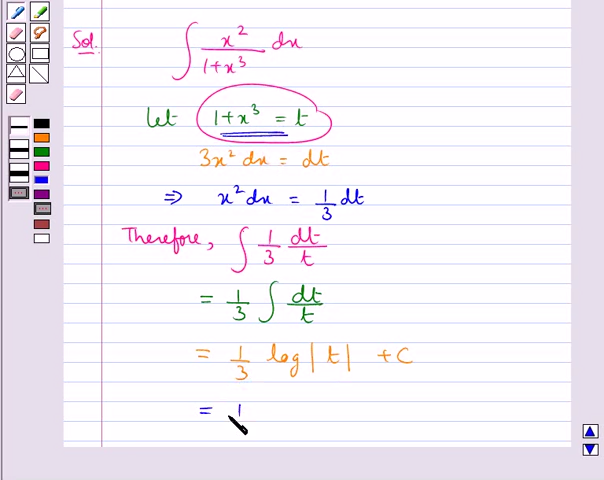 Sol. ∫ x²/(1+x³) dx
Let 1+x³ = t
3x² dx = dt
⇒ x² dx = 1/3 dt
Therefore, ∫ 1/3 dt/t
= 1/3 ∫ dt/t
= 1/3 log|t| + C
= 1